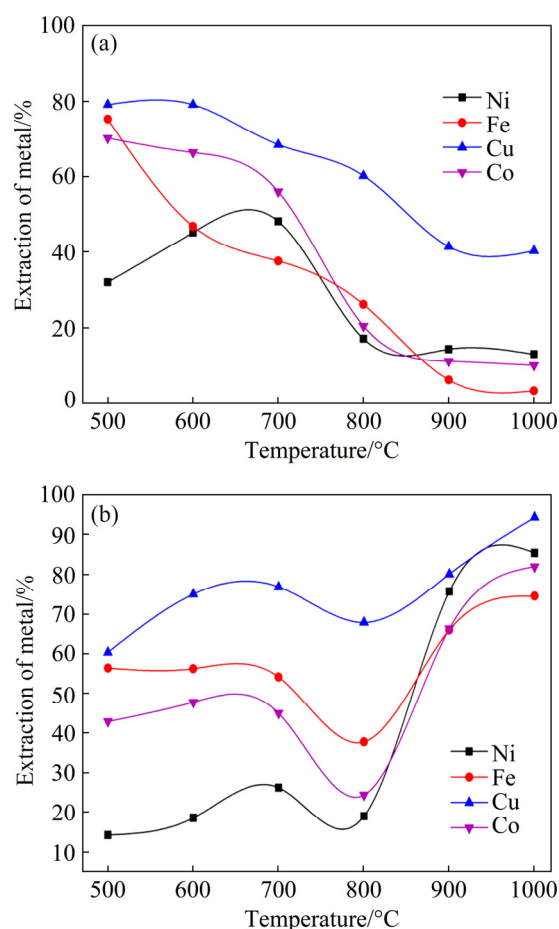 (a)
Extraction of metal/%
100
80
60
40
20
0
Ni
Fe
Cu
Co
500 600 700 800 900 1000
Temperature/°C
(b)
Extraction of metal/%
100
90
80
70
60
50
40
30
20
10
Ni
Fe
Cu
Co
500 600 700 800 900 1000
Temperature/°C